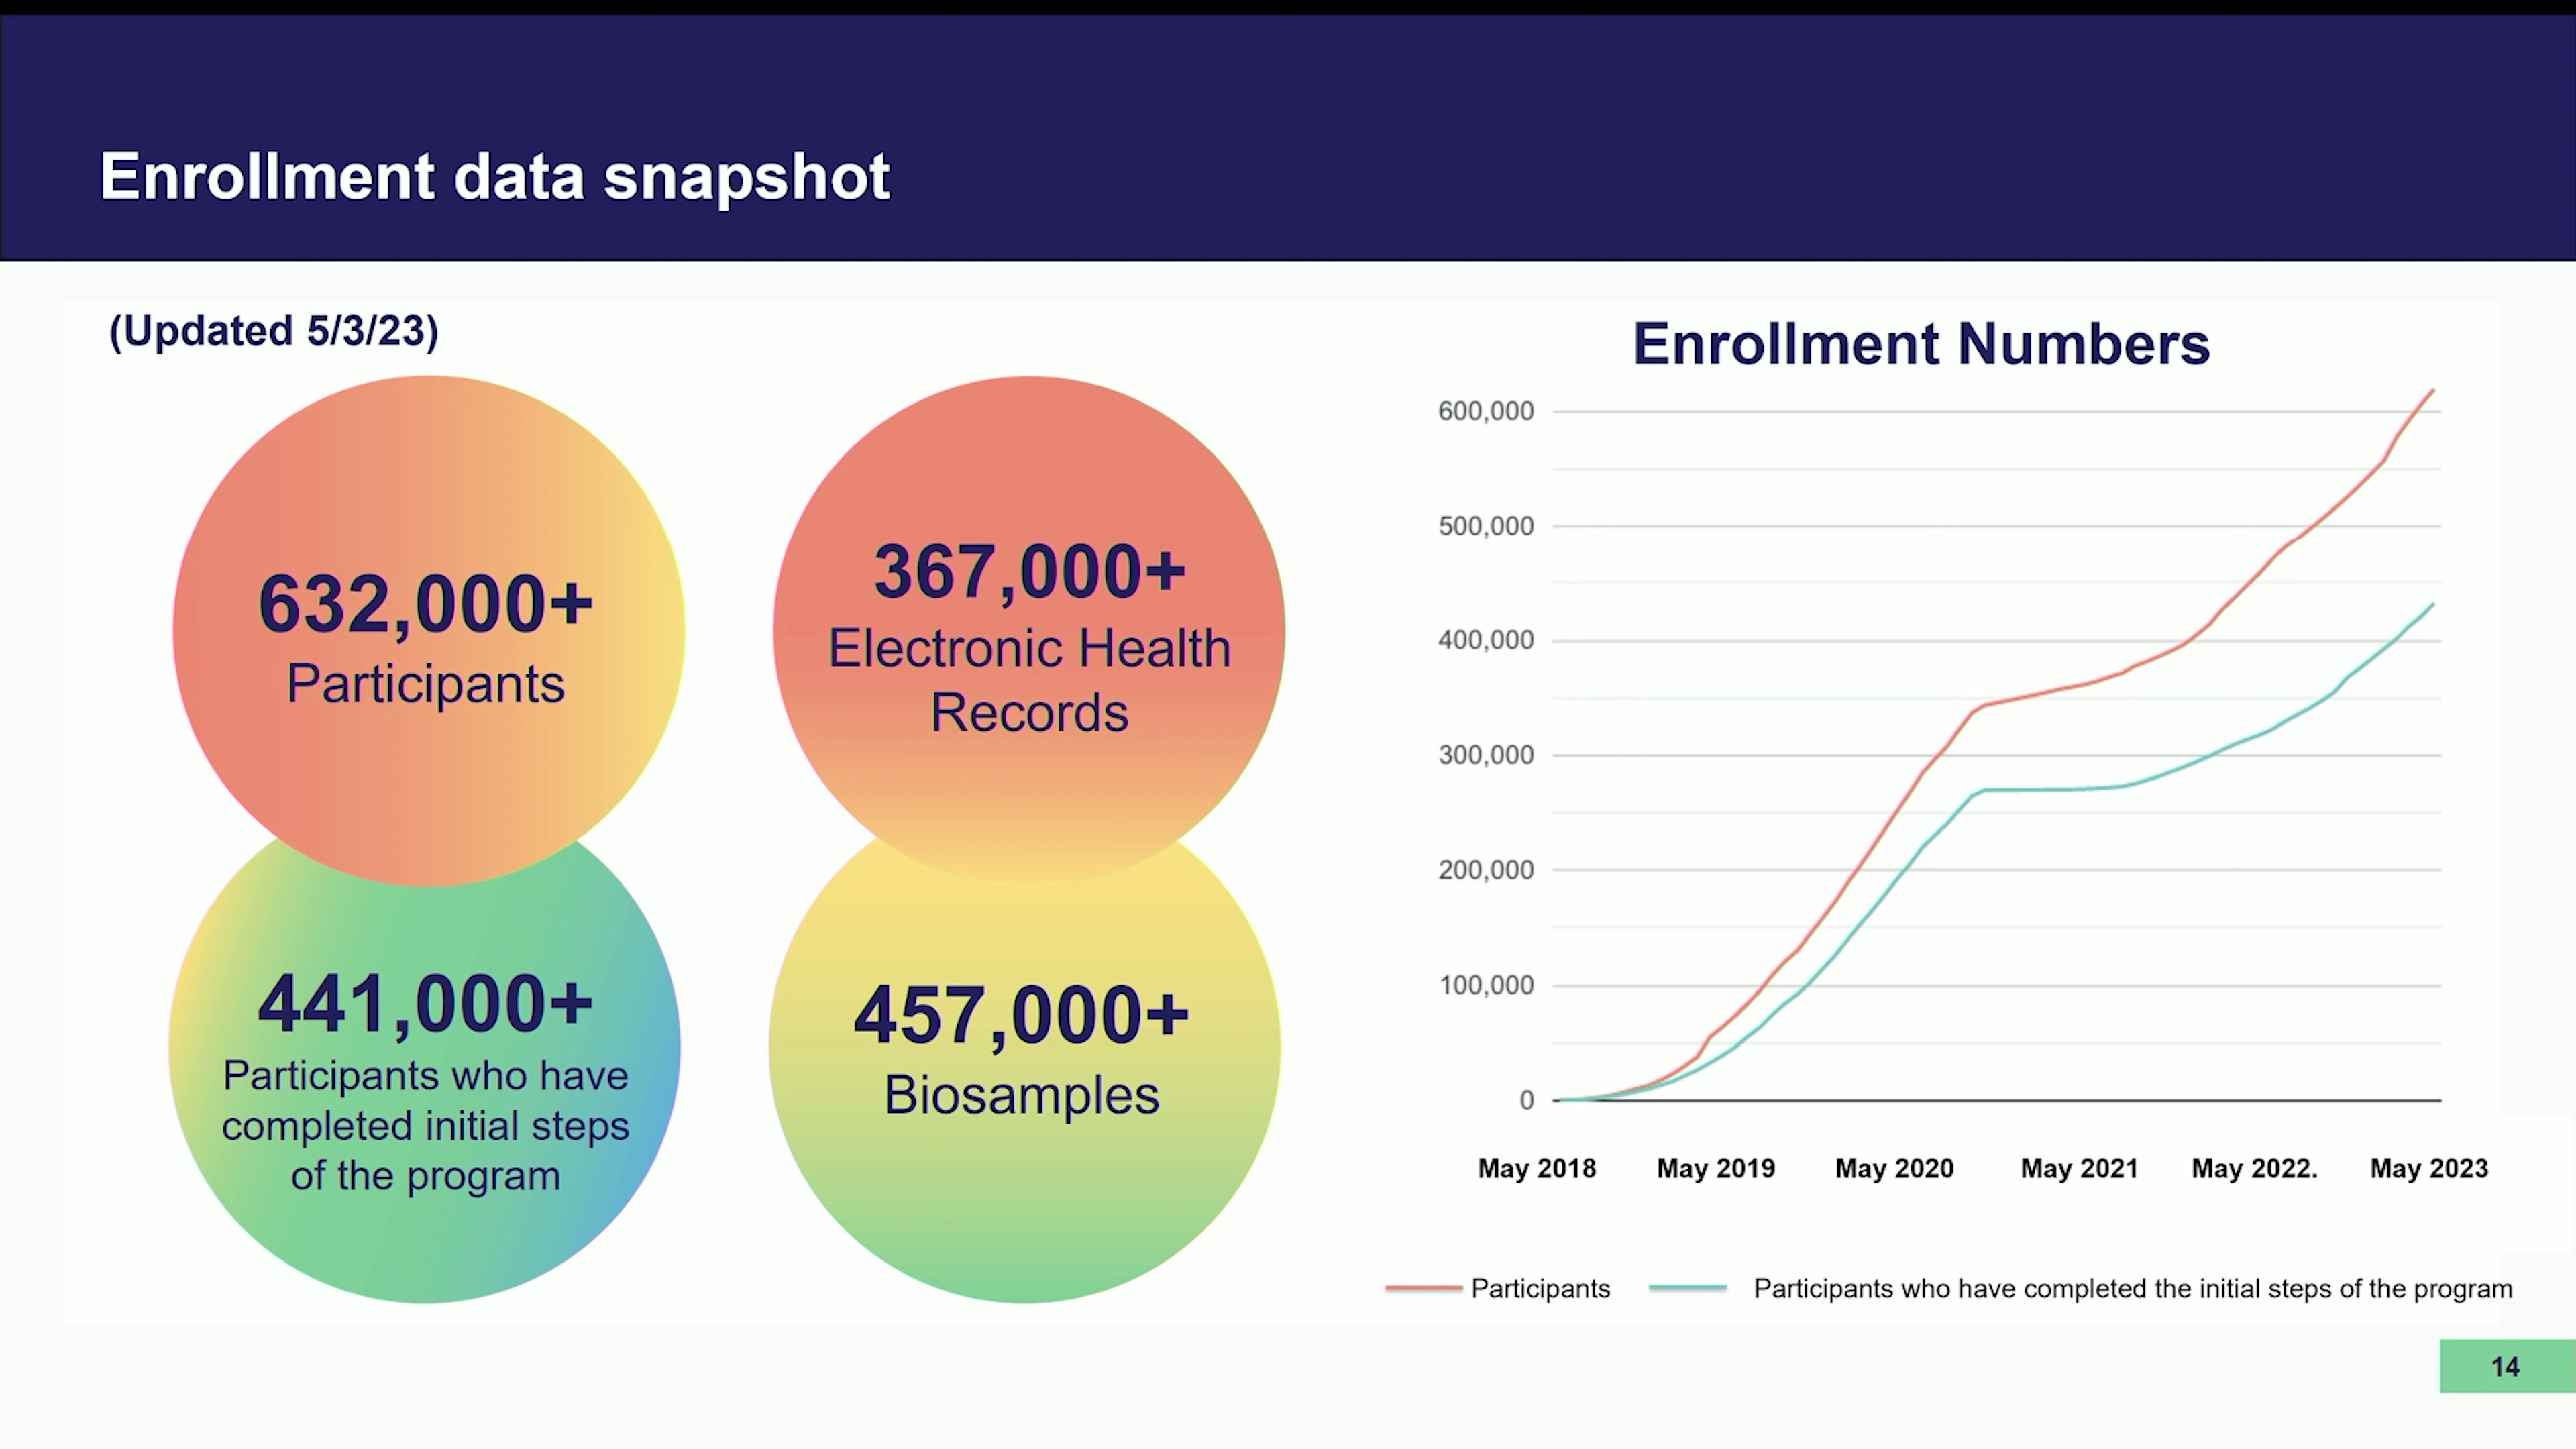 Enrollment data snapshot
(Updated 5/3/23)
632,000+
Participants
441,000+
Participants who have
completed initial steps
of the program
367,000+
Electronic Health
Records
457,000+
Biosamples
Enrollment Numbers
600,000
500,000
400,000
300,000
200,000
100,000
0
May 2018 May 2019 May 2020 May 2021 May 2022. May 2023
Participants Participants who have completed the initial steps of the program
14